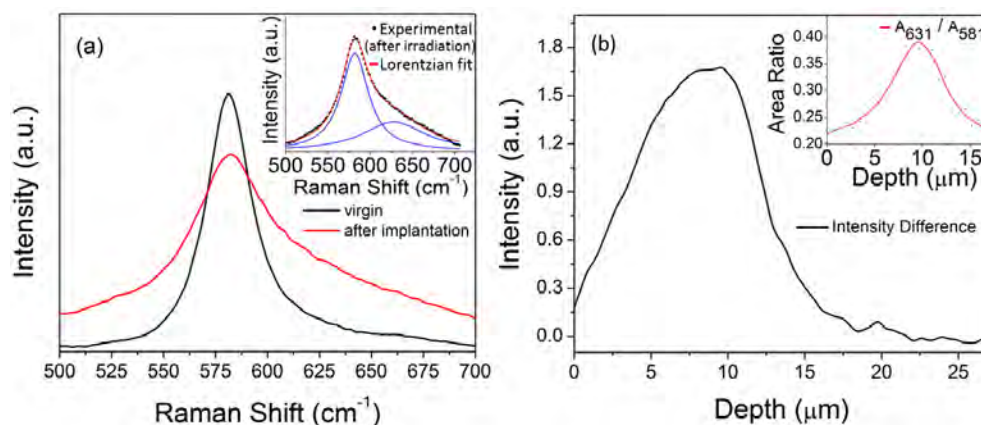 (a)
Intensity (a.u.)
500 525 550 575 600 625 650 675 700
Raman Shift (cm-1)
virgin
after implantation
Intensity (a.u.)
500 550 600 650 700
Raman Shift (cm-1)
• Experimental
(after irradiation)
Lorentzian fit
(b)
Intensity (a.u.)
1.8
1.5
1.2
0.9
0.6
0.3
0.0
0 5 10 15 20 25
Depth (μm)
Intensity Difference
A631 / A581
Area Ratio
0.40
0.35
0.30
0.25
0.20
0 5 10 15
Depth (μm)